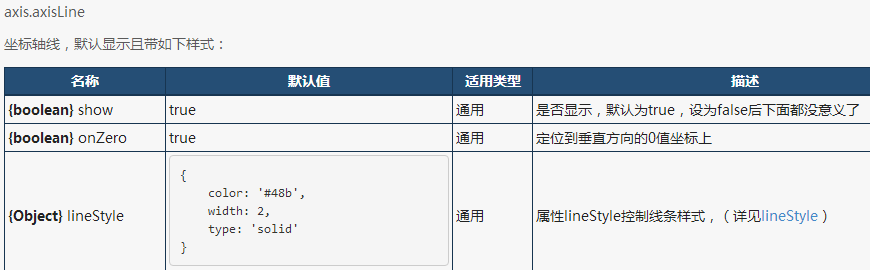 axis.axisLine
坐标轴线，默认显示且带如下样式：
名称 默认值 适用类型 描述
{boolean} show true 通用 是否显示，默认为true，设为false后下面都没意义了
{boolean} onZero true 通用 定位到垂直方向的0值坐标上
{
color: '#48b',
width: 2,
{Object} lineStyle 通用 属性lineStyle控制线条样式，（详见lineStyle）
type: 'solid'
}